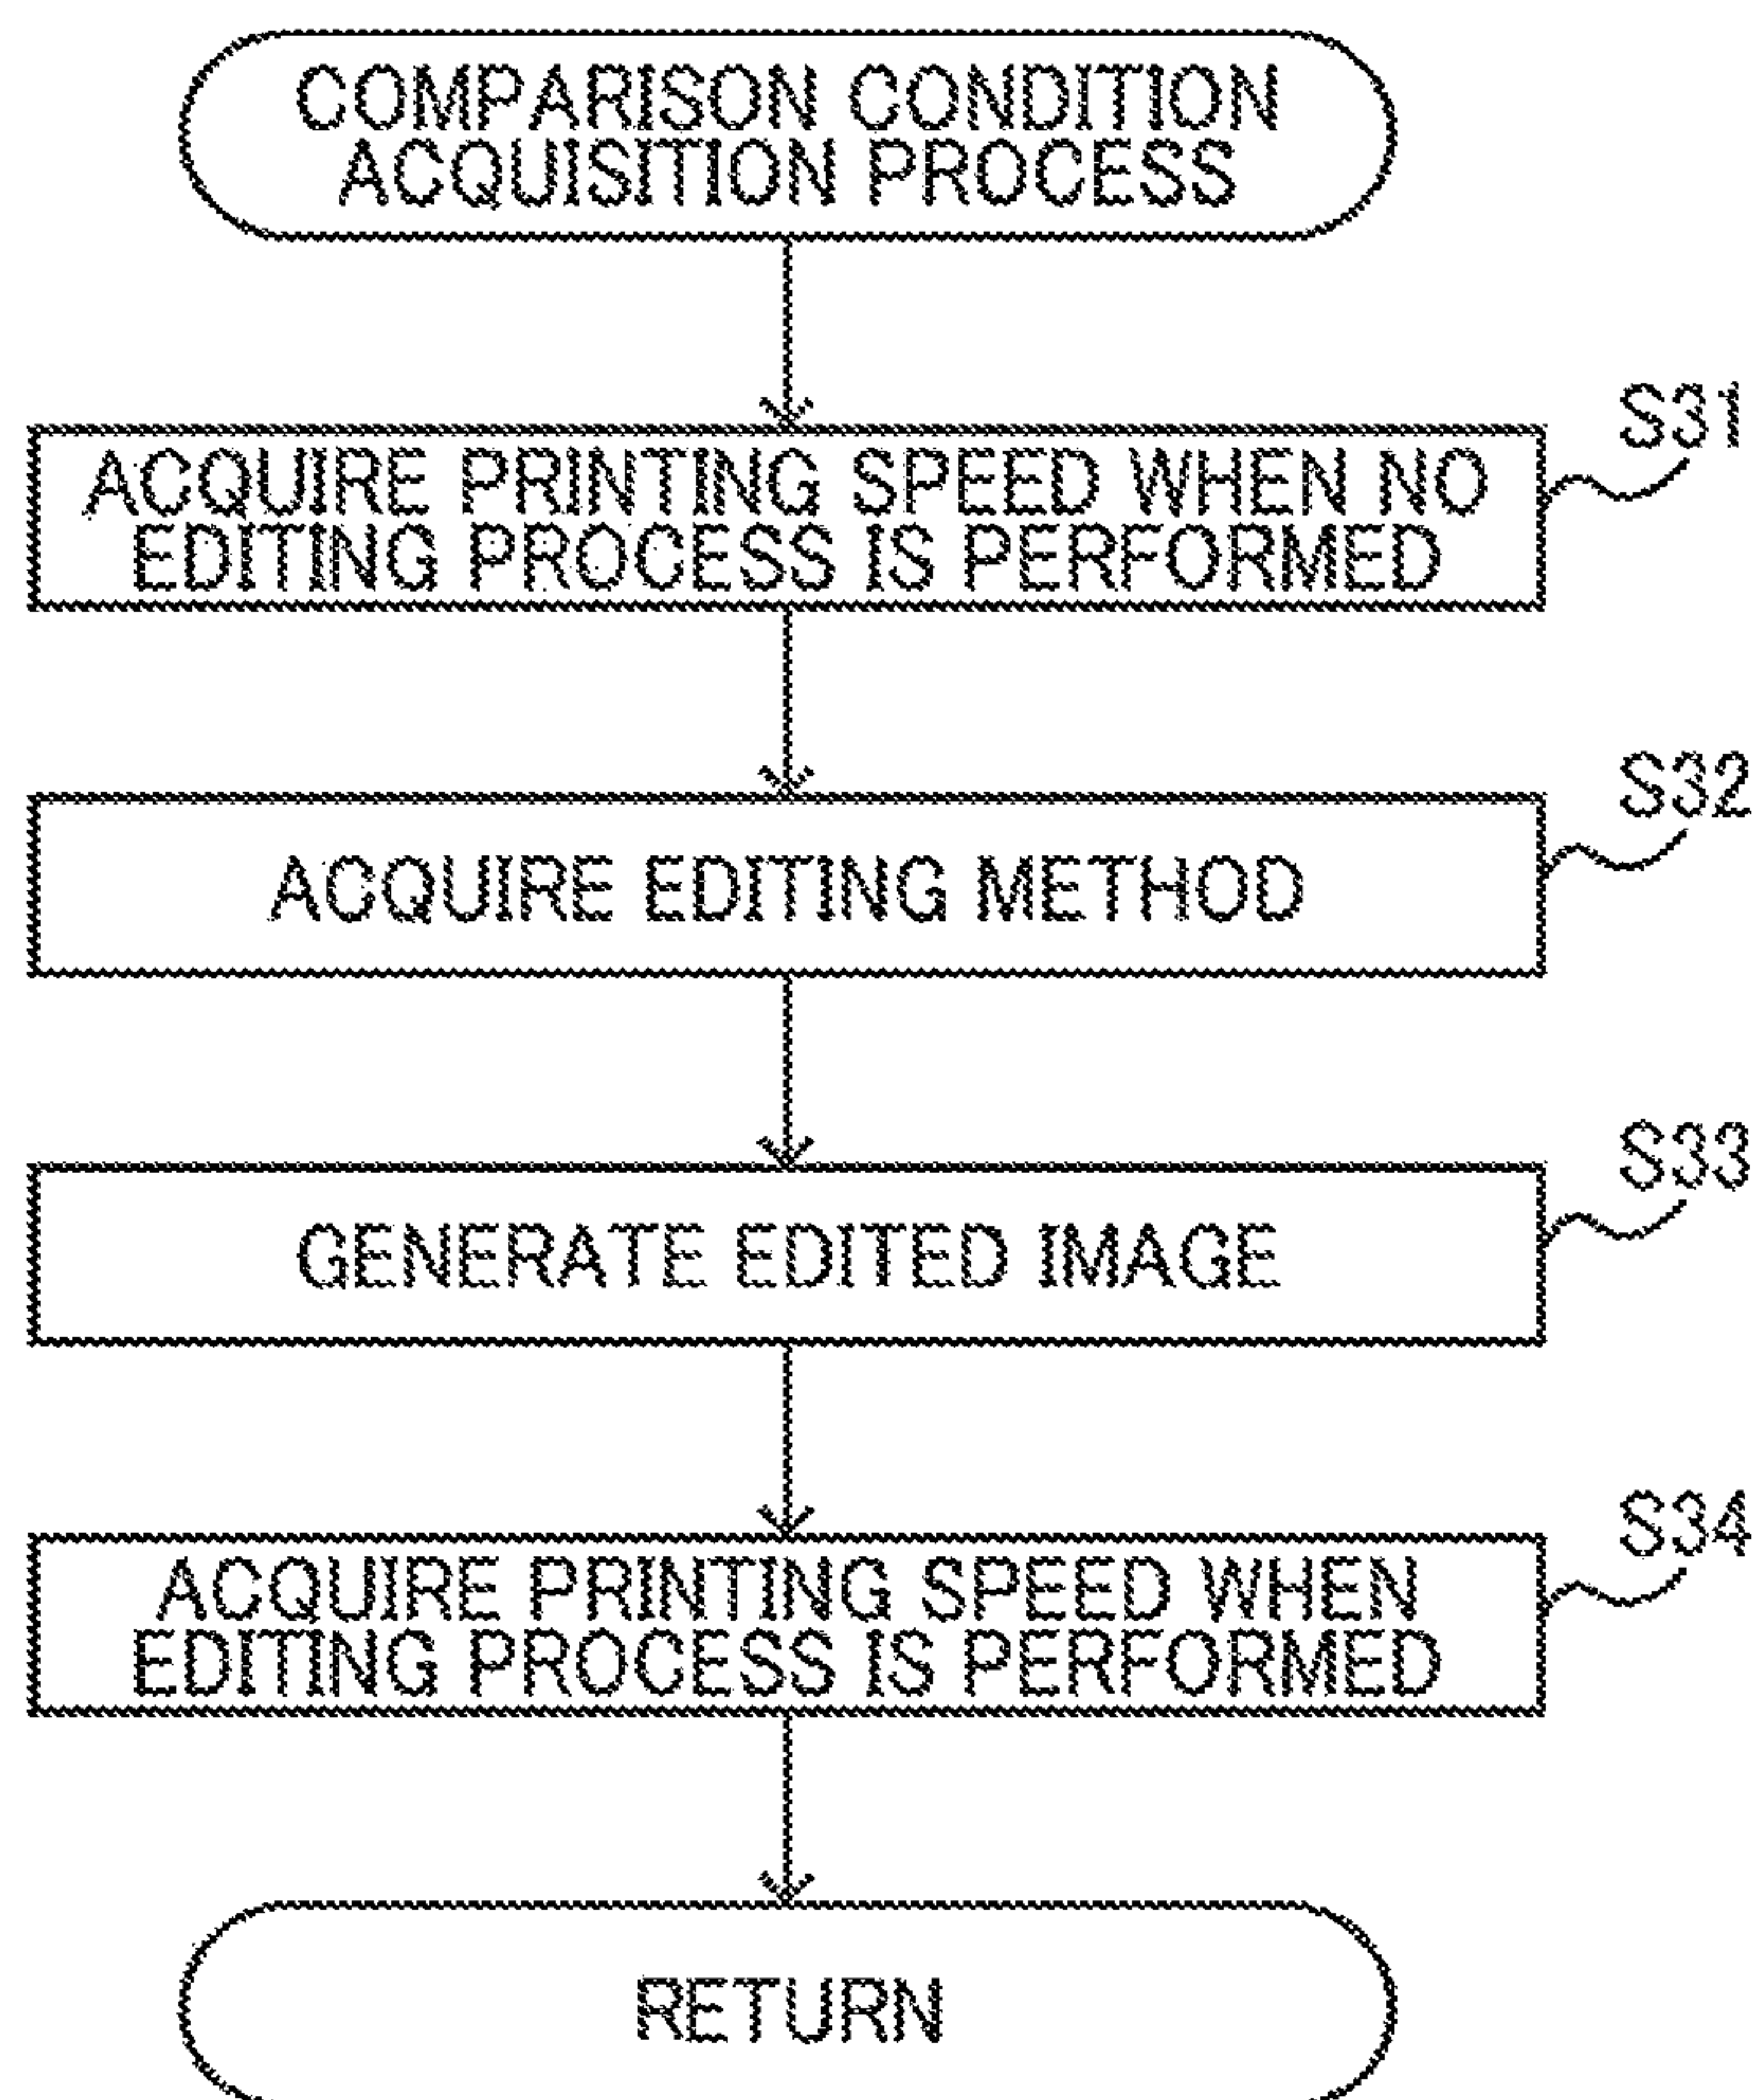 COMPARISON CONDITION
ACQUISITION PROCESS
S31
ACQUIRE PRINTING SPEED WHEN NO
EDITING PROCESS IS PERFORMED
S32
ACQUIRE EDITING METHOD
S33
GENERATE EDITED IMAGE
S34
ACQUIRE PRINTING SPEED WHEN
EDITING PROCESS IS PERFORMED
RETURN